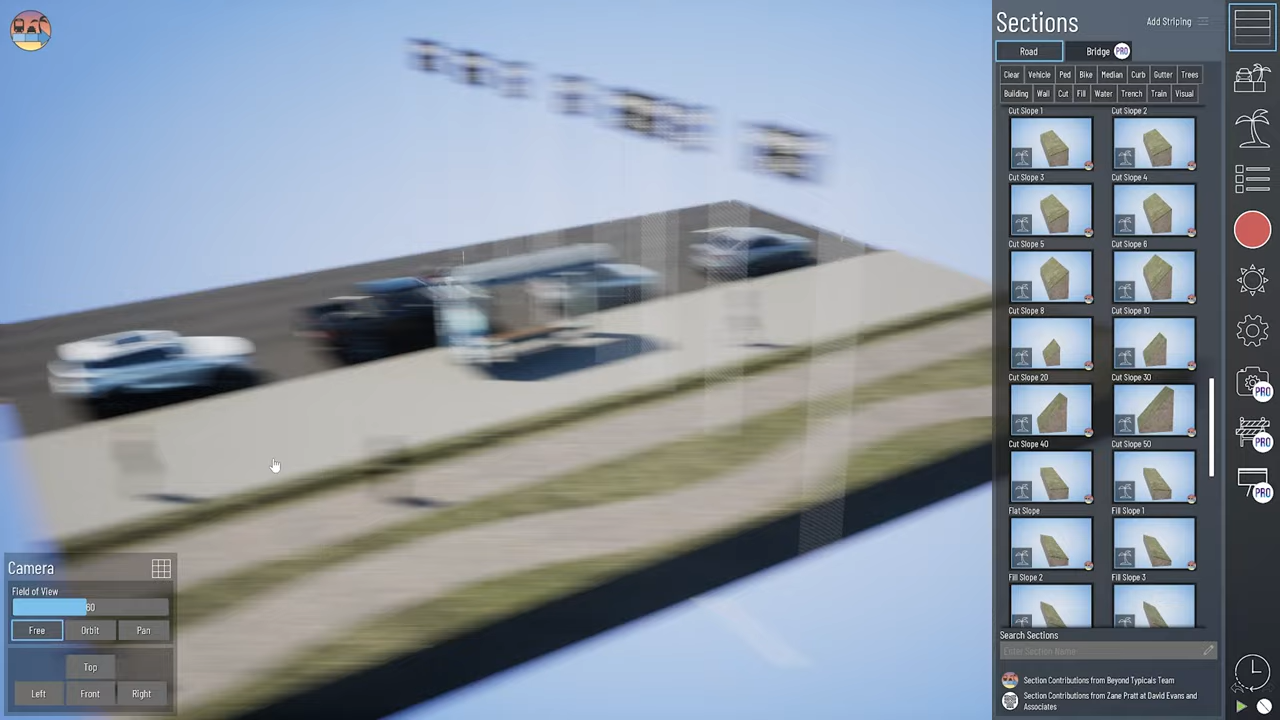 Sections
Add Striping
Road
Bridge PRO
Clear Vehicle Ped Bike Median Curb Gutter Trees
Building Wall Cut Fill Water Trench Train Visual
Cut Slope 1 Cut Slope 2
Cut Slope 3 Cut Slope 4
Cut Slope 5 Cut Slope 6
Cut Slope 8 Cut Slope 10
Cut Slope 20 Cut Slope 30
Cut Slope 40 Cut Slope 50
Flat Slope Fill Slope 1
Fill Slope 2 Fill Slope 3
Search Sections
Enter Section Name
Section Contributions from Beyond Typicals Team
Section Contributions from Zane Pratt at David Evans and
Associates
PRO
PRO
PRO
Camera
Field of View
60
Free Orbit Pan
Top
Left Front Right